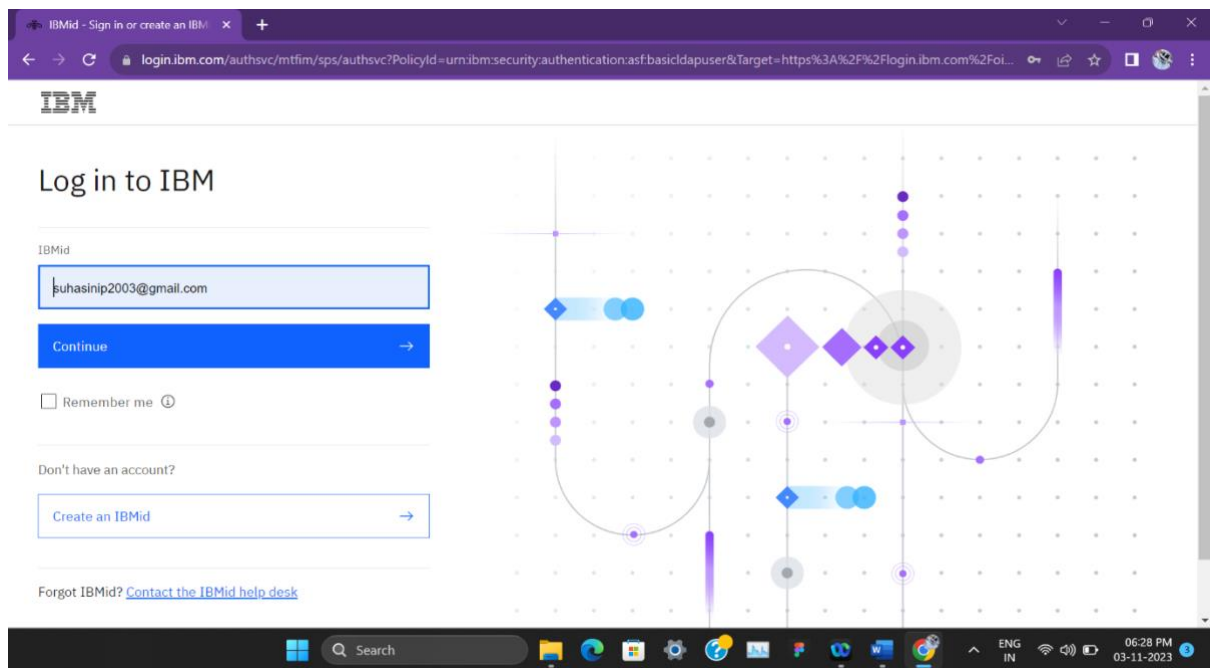 IBMid - Sign in or create an IBM
login.ibm.com/authsvc/mtfim/sps/authsvc?PolicyId=urn:ibm:security:authentication:asf:basicldapuser&Target=https%3A%2F%2Flogin.ibm.com%2Foi...
IBM
Log in to IBM
IBMid
suhasinip2003@gmail.com
Continue
Remember me
Don't have an account?
Create an IBMid
Forgot IBMid? Contact the IBMid help desk
Search
ENG
IN
06:28 PM
03-11-2023
3